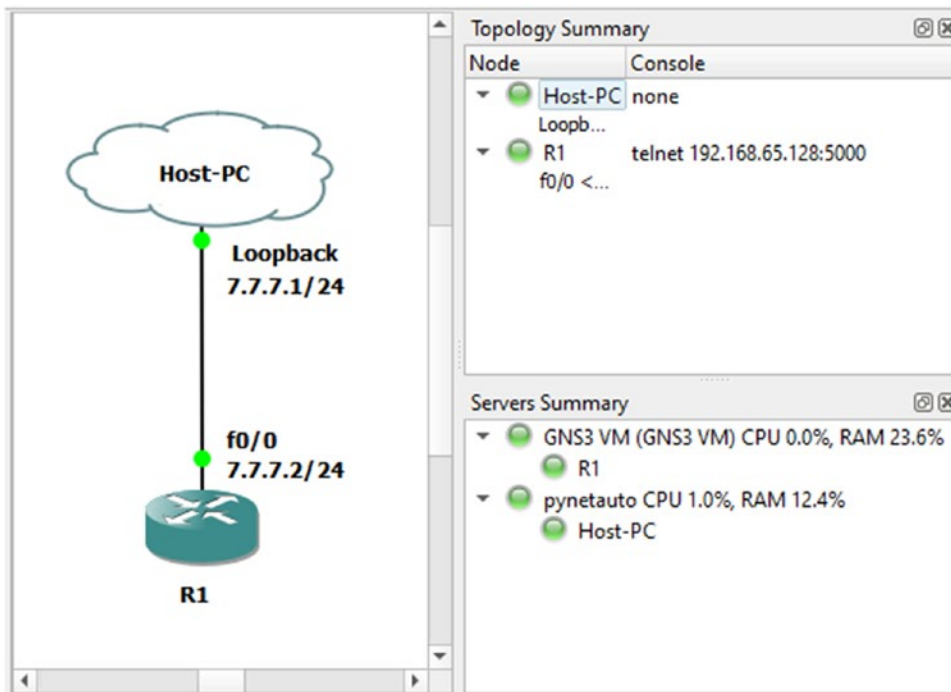 Host-PC
Loopback
7.7.7.1/24
f0/0
7.7.7.2/24
R1
Topology Summary
Node Console
Host-PC none
Loopb...
R1 telnet 192.168.65.128:5000
f0/0 <...
Servers Summary
GNS3 VM (GNS3 VM) CPU 0.0%, RAM 23.6%
R1
pynetauto CPU 1.0%, RAM 12.4%
Host-PC